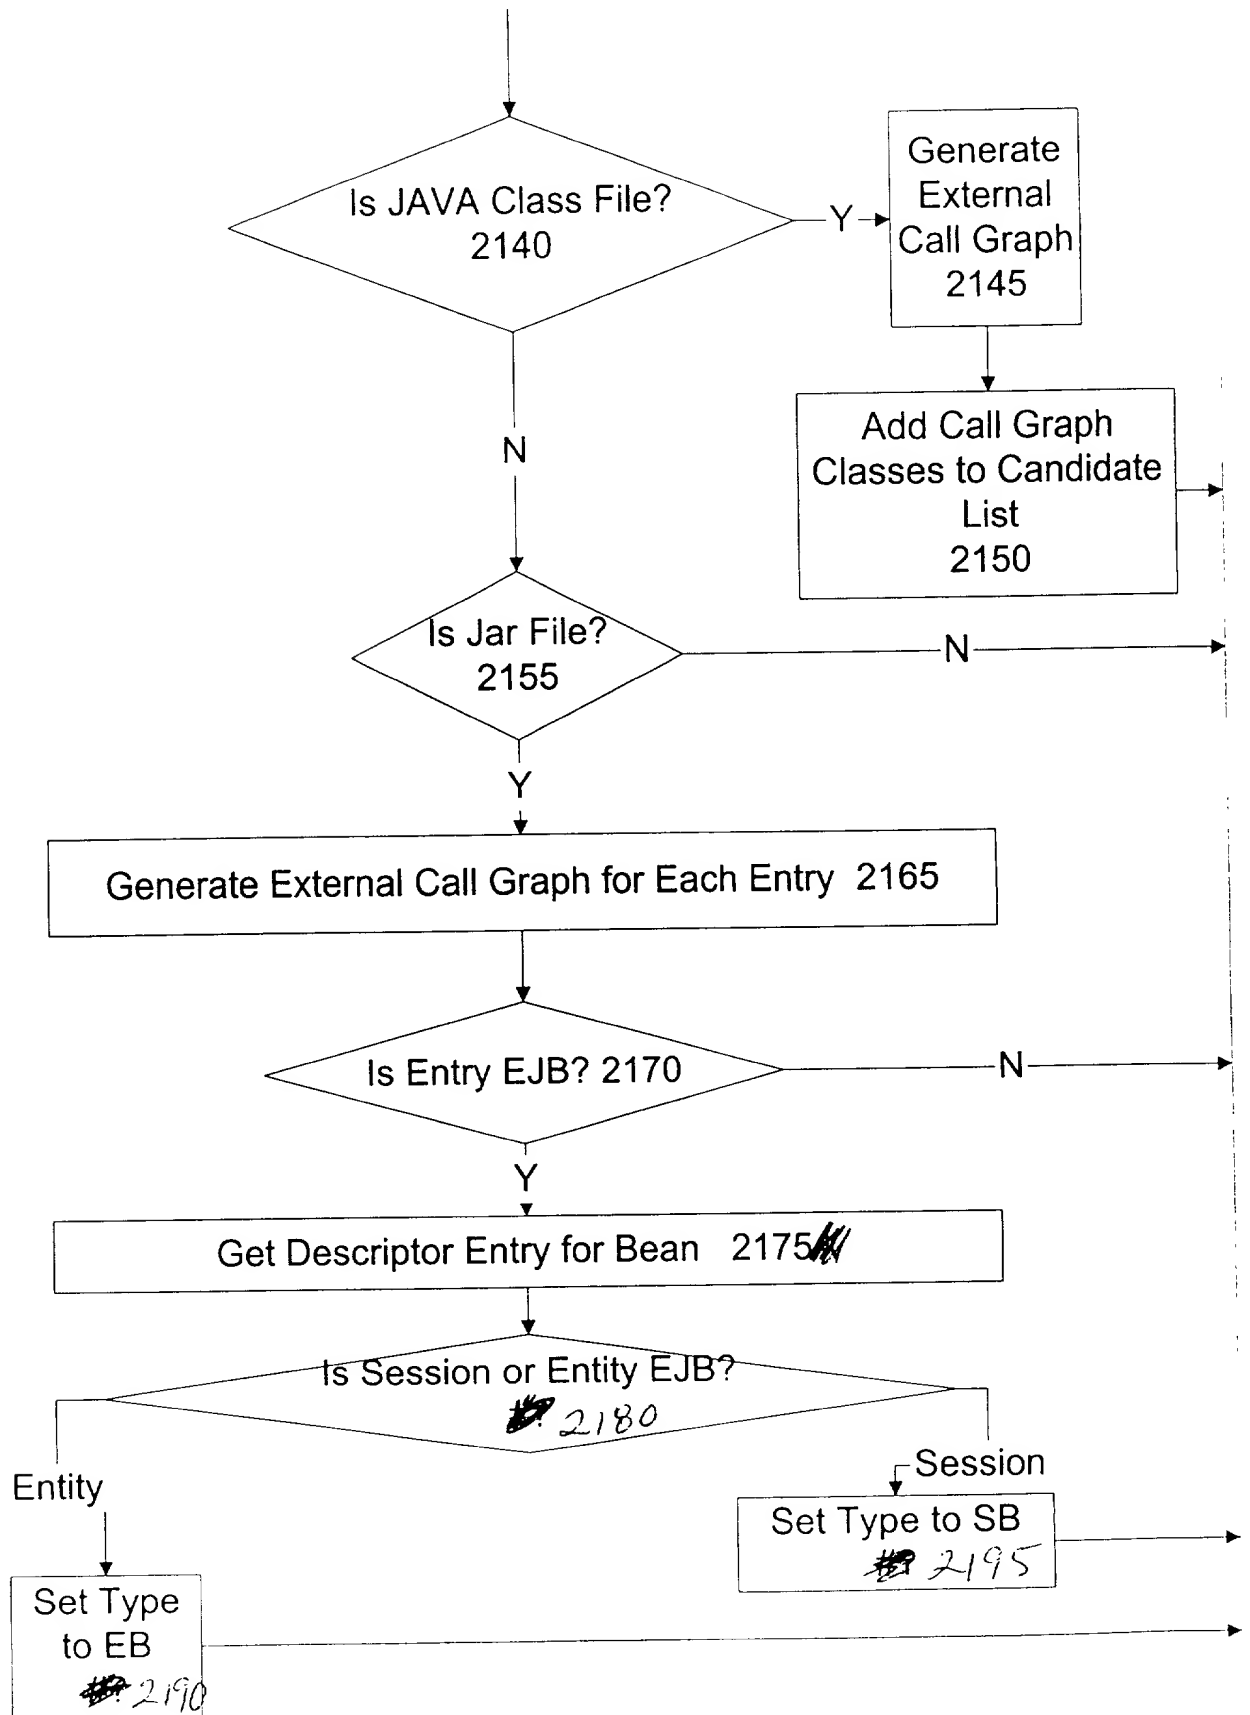 Is JAVA Class File?
2140
Y
Generate
External
Call Graph
2145
N
Add Call Graph
Classes to Candidate
List
2150
Is Jar File?
2155
N
Y
Generate External Call Graph for Each Entry 2165
Is Entry EJB? 2170
N
Y
Get Descriptor Entry for Bean 2175
Is Session or Entity EJB?
2180
Entity
Session
Set Type to SB
2195
Set Type
to EB
2190